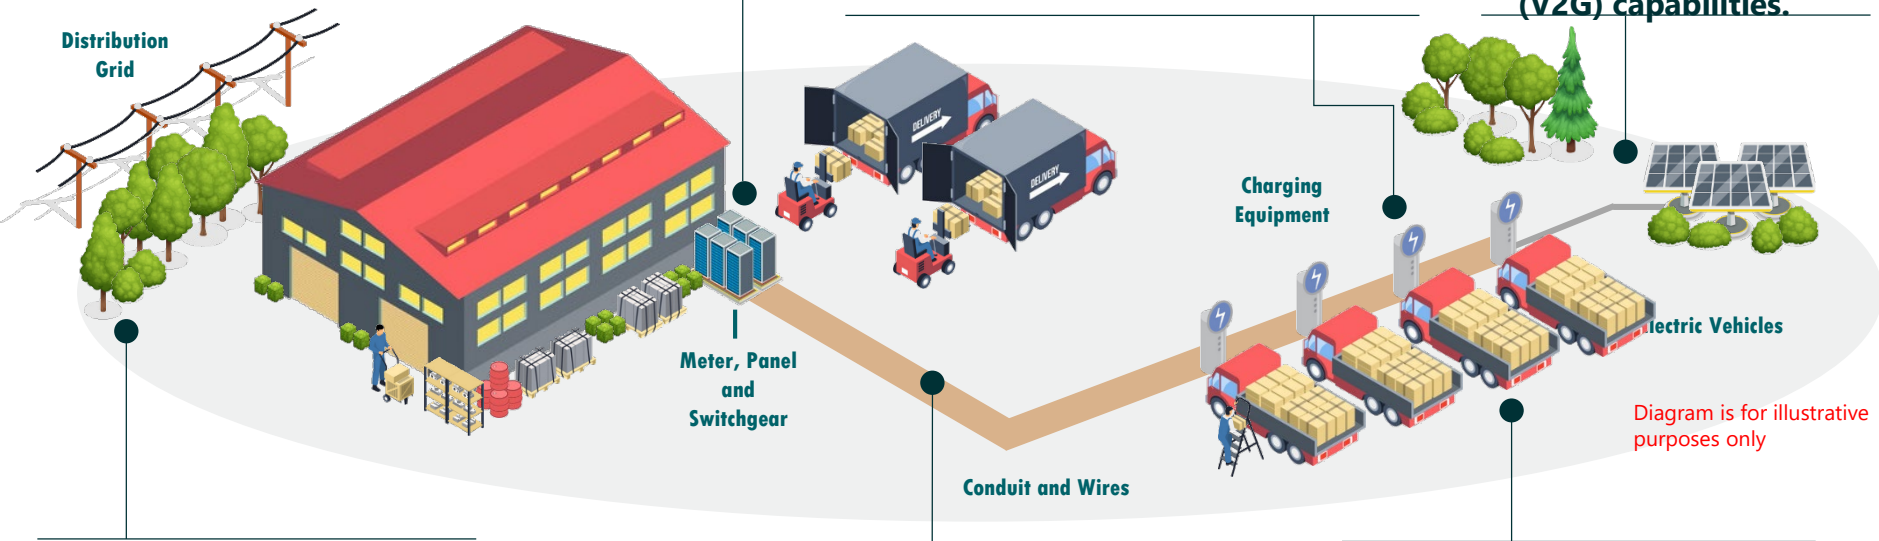 (V2G) capabilities.
Distribution
Grid
DELIVERY
DELIVERY
Charging
Equipment
Meter, Panel
and
Switchgear
lectric Vehicles
Diagram is for illustrative
purposes only
Conduit and Wires